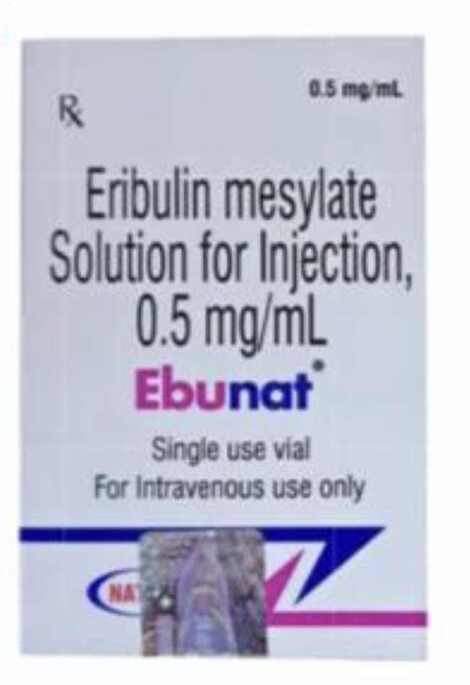 0.5 mg/mL
Rx
Eribulin mesylate
Solution for Injection,
0.5 mg/mL
Ebunat®
Single use vial
For Intravenous use only